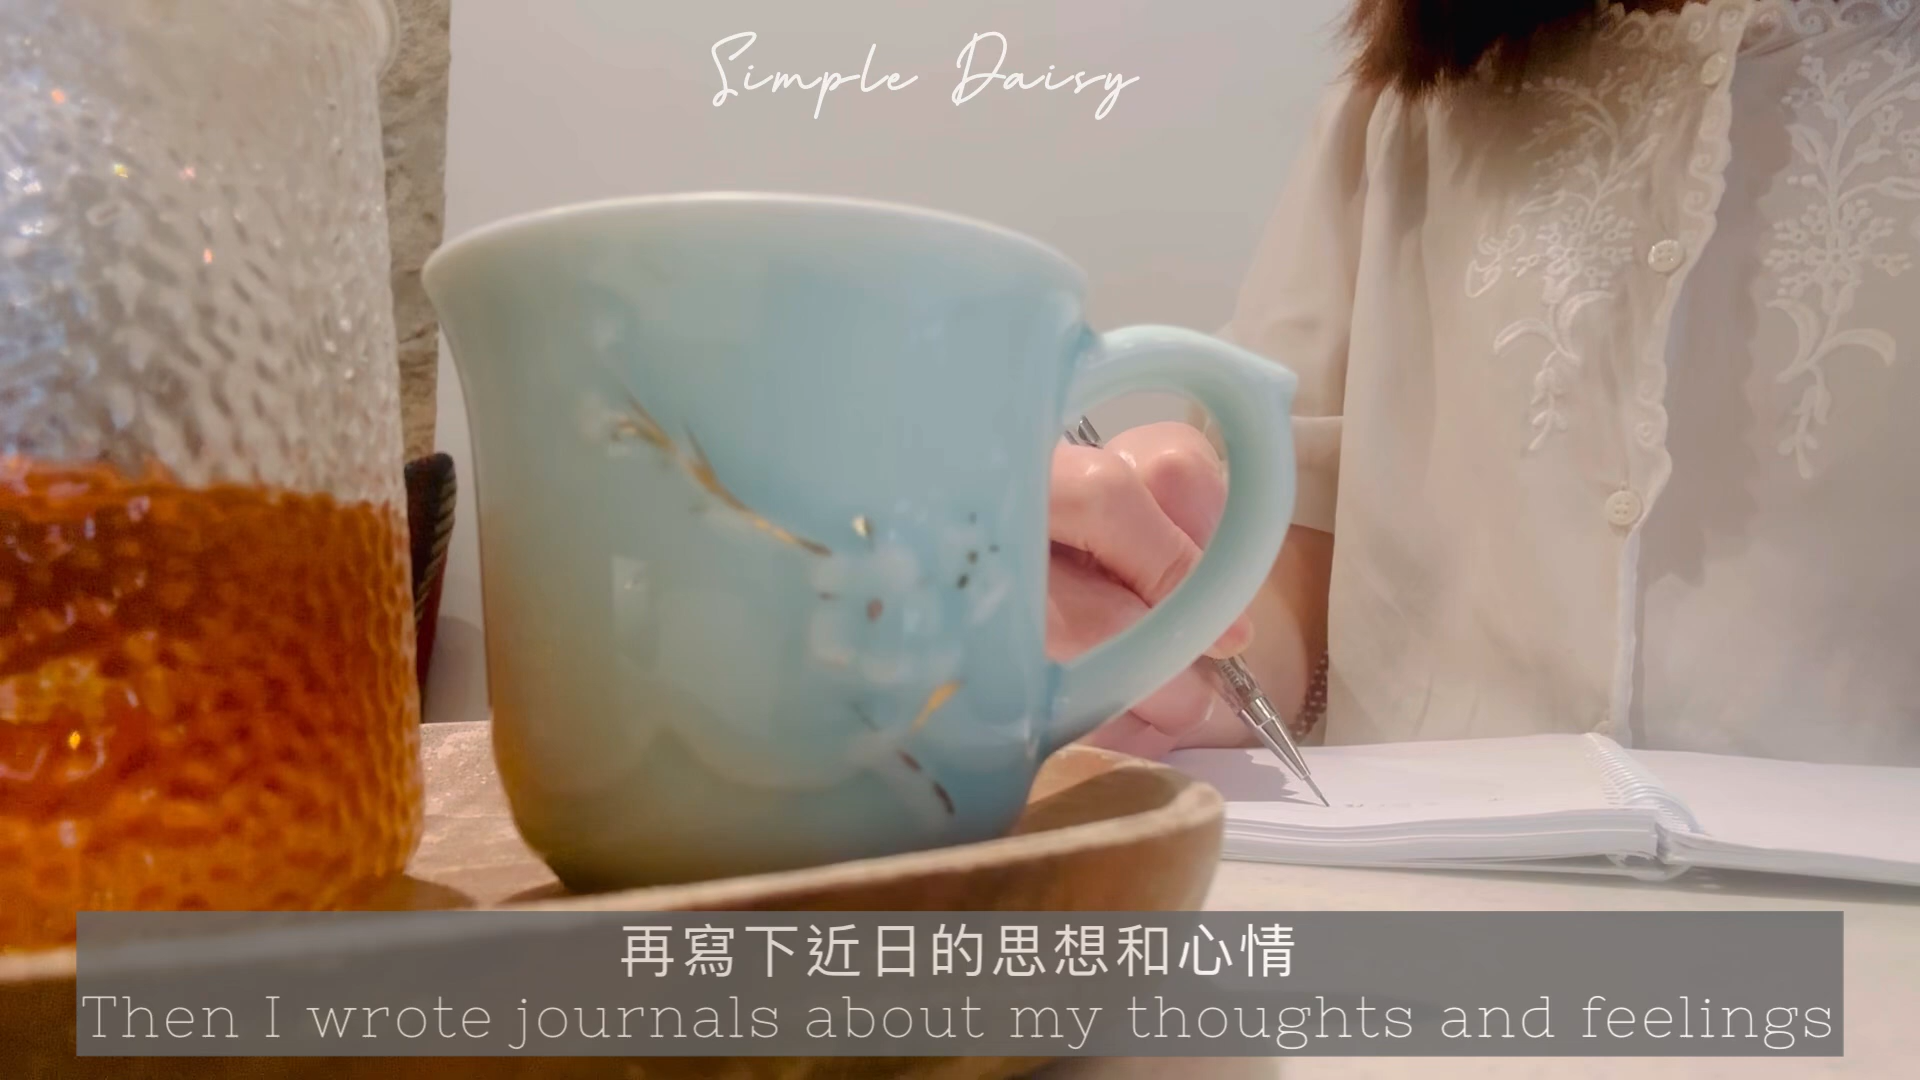 Simple Daisy
再寫下近日的思想和心情
Then I wrote journals about my thoughts and feelings